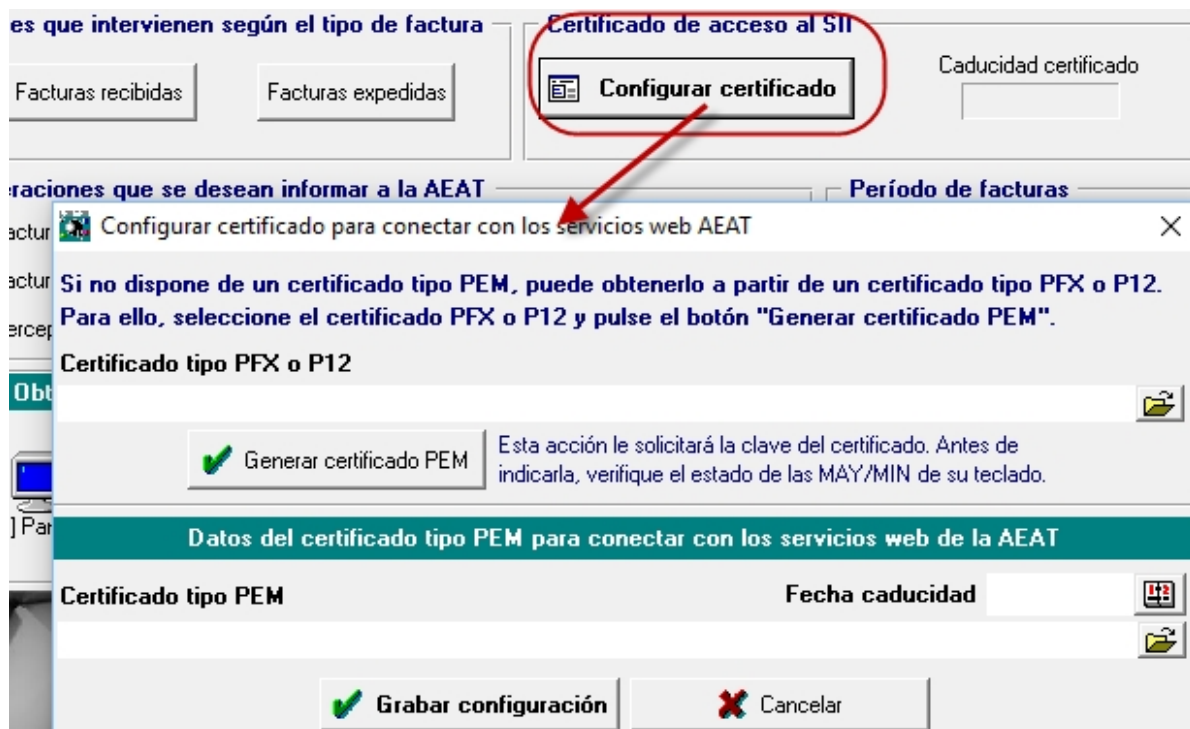 es que intervienen según el tipo de factura
Certificado de acceso al SII
Facturas recibidas
Facturas expedidas
Configurar certificado
Caducidad certificado
raciones que se desean informar a la AEAT
Período de facturas
actur
Configurar certificado para conectar con los servicios web AEAT
actur
Si no dispone de un certificado tipo PEM, puede obtenerlo a partir de un certificado tipo PFX o P12.
Para ello, seleccione el certificado PFX o P12 y pulse el botón "Generar certificado PEM".
ercep
Certificado tipo PFX o P12
Obt
Generar certificado PEM
Esta acción le solicitará la clave del certificado. Antes de
indicarla, verifique el estado de las MAY/MIN de su teclado.
] Par
Datos del certificado tipo PEM para conectar con los servicios web de la AEAT
Certificado tipo PEM
Fecha caducidad
Grabar configuración
Cancelar